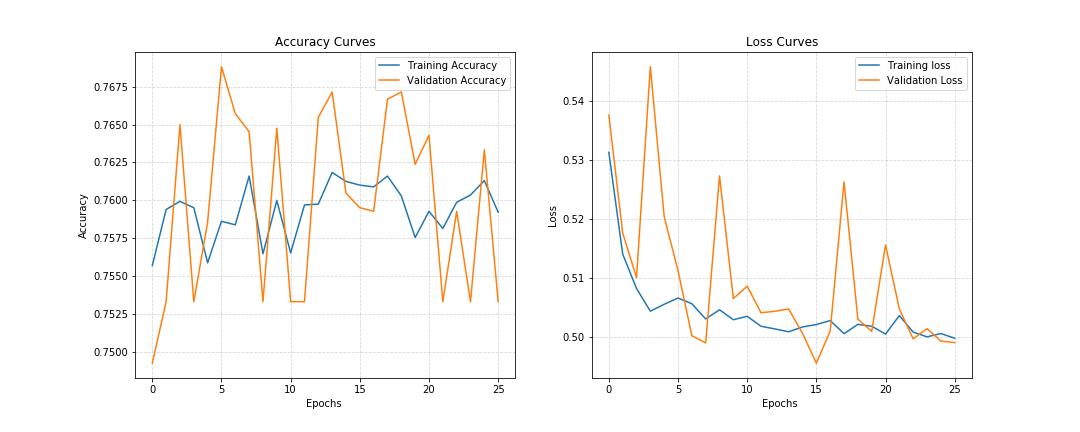 Accuracy Curves
Training Accuracy
Validation Accuracy
0.7675
0.7650
0.7625
0.7600
0.7575
0.7550
0.7525
0.7500
Accuracy
0 5 10 15 20 25
Epochs
Loss Curves
Training loss
Validation Loss
0.54
0.53
0.52
0.51
0.50
Loss
0 5 10 15 20 25
Epochs